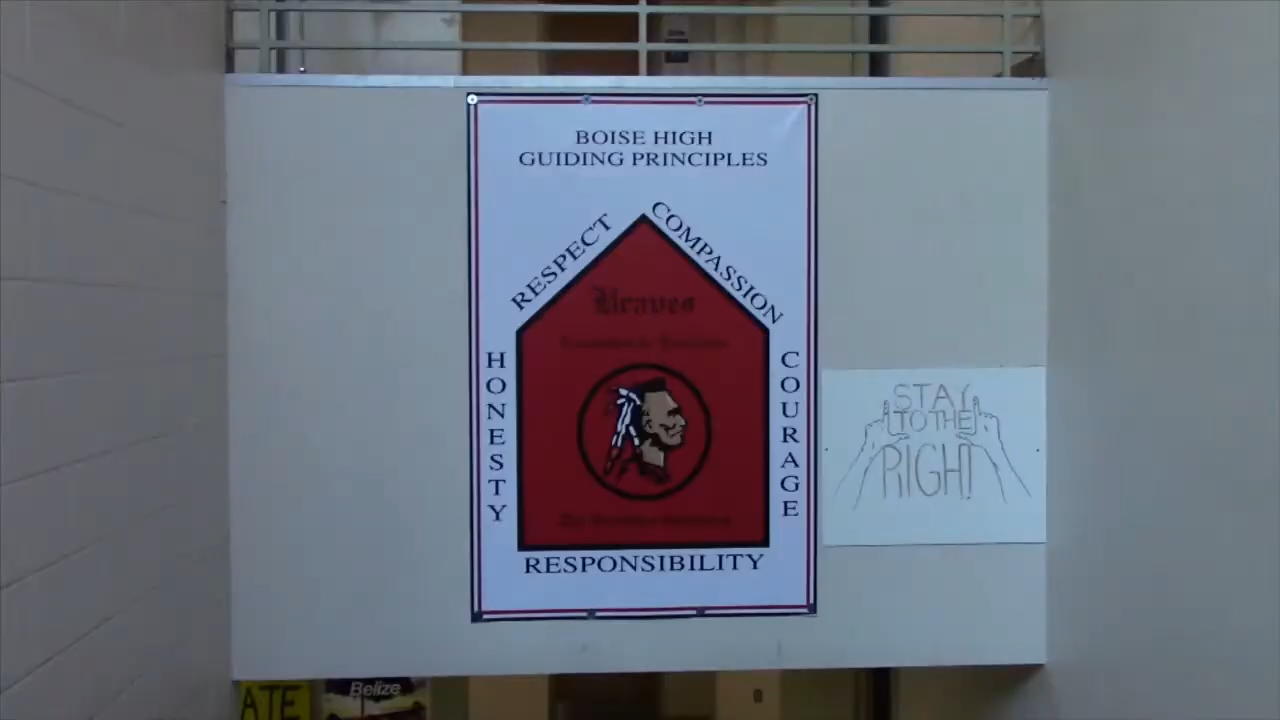 BOISE HIGH
GUIDING PRINCIPLES
RESPECT
COMPASSION
HONESTY
COURAGE
Braves
RESPONSIBILITY
STAY
TO THE
RIGHT
ATE
Belize